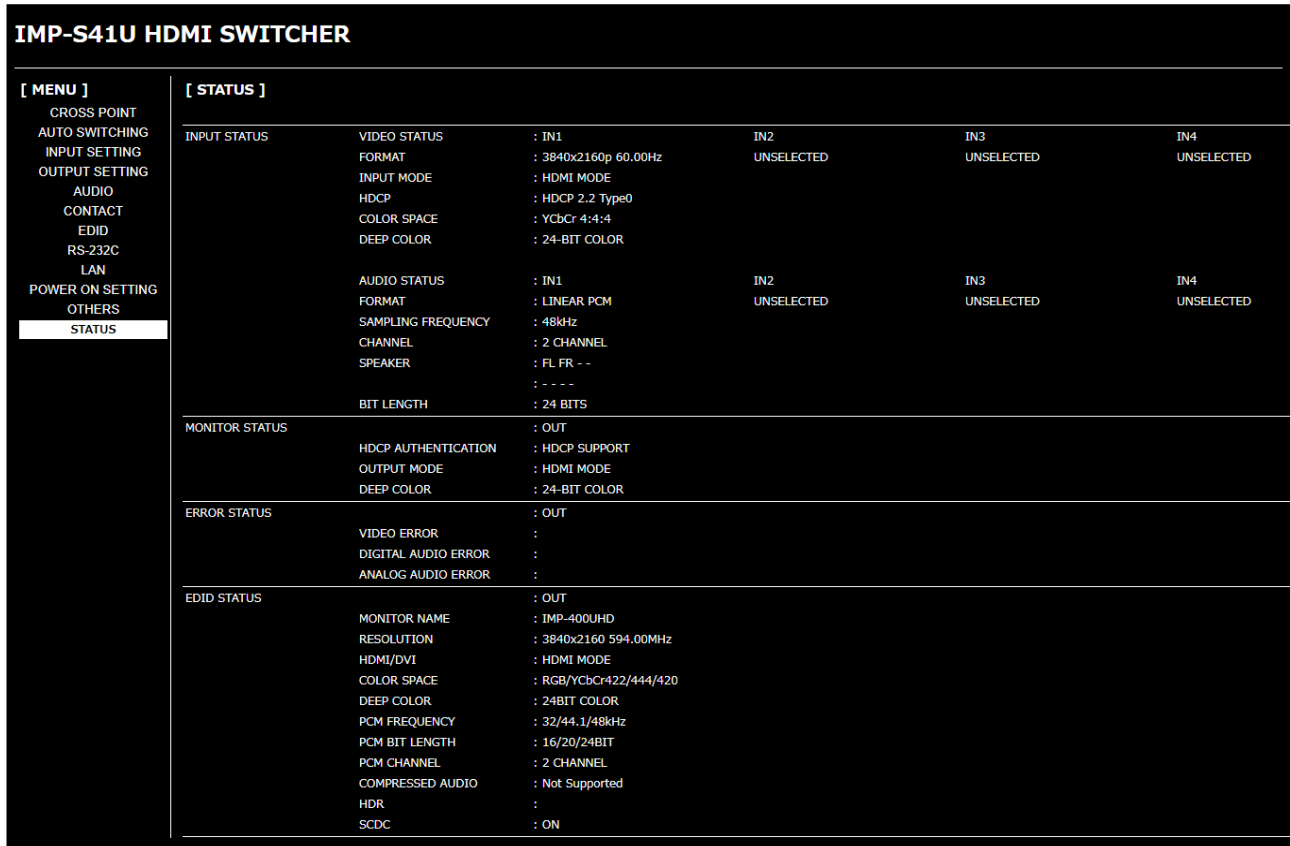 IMP-S41U HDMI SWITCHER
[ MENU ]
CROSS POINT
AUTO SWITCHING
INPUT SETTING
OUTPUT SETTING
AUDIO
CONTACT
EDID
RS-232C
LAN
POWER ON SETTING
OTHERS
STATUS
[ STATUS ]
INPUT STATUS VIDEO STATUS : IN1 IN2 IN3 IN4
FORMAT : 3840x2160p 60.00Hz UNSELECTED UNSELECTED UNSELECTED
INPUT MODE : HDMI MODE
HDCP : HDCP 2.2 Type0
COLOR SPACE : YCbCr 4:4:4
DEEP COLOR : 24-BIT COLOR
AUDIO STATUS : IN1 IN2 IN3 IN4
FORMAT : LINEAR PCM UNSELECTED UNSELECTED UNSELECTED
SAMPLING FREQUENCY : 48kHz
CHANNEL : 2 CHANNEL
SPEAKER : FL FR - -
: - - - -
BIT LENGTH : 24 BITS
MONITOR STATUS : OUT
HDCP AUTHENTICATION : HDCP SUPPORT
OUTPUT MODE : HDMI MODE
DEEP COLOR : 24-BIT COLOR
ERROR STATUS : OUT
VIDEO ERROR :
DIGITAL AUDIO ERROR :
ANALOG AUDIO ERROR :
EDID STATUS : OUT
MONITOR NAME : IMP-400UHD
RESOLUTION : 3840x2160 594.00MHz
HDMI/DVI : HDMI MODE
COLOR SPACE : RGB/YCbCr422/444/420
DEEP COLOR : 24BIT COLOR
PCM FREQUENCY : 32/44.1/48kHz
PCM BIT LENGTH : 16/20/24BIT
PCM CHANNEL : 2 CHANNEL
COMPRESSED AUDIO : Not Supported
HDR :
SCDC : ON